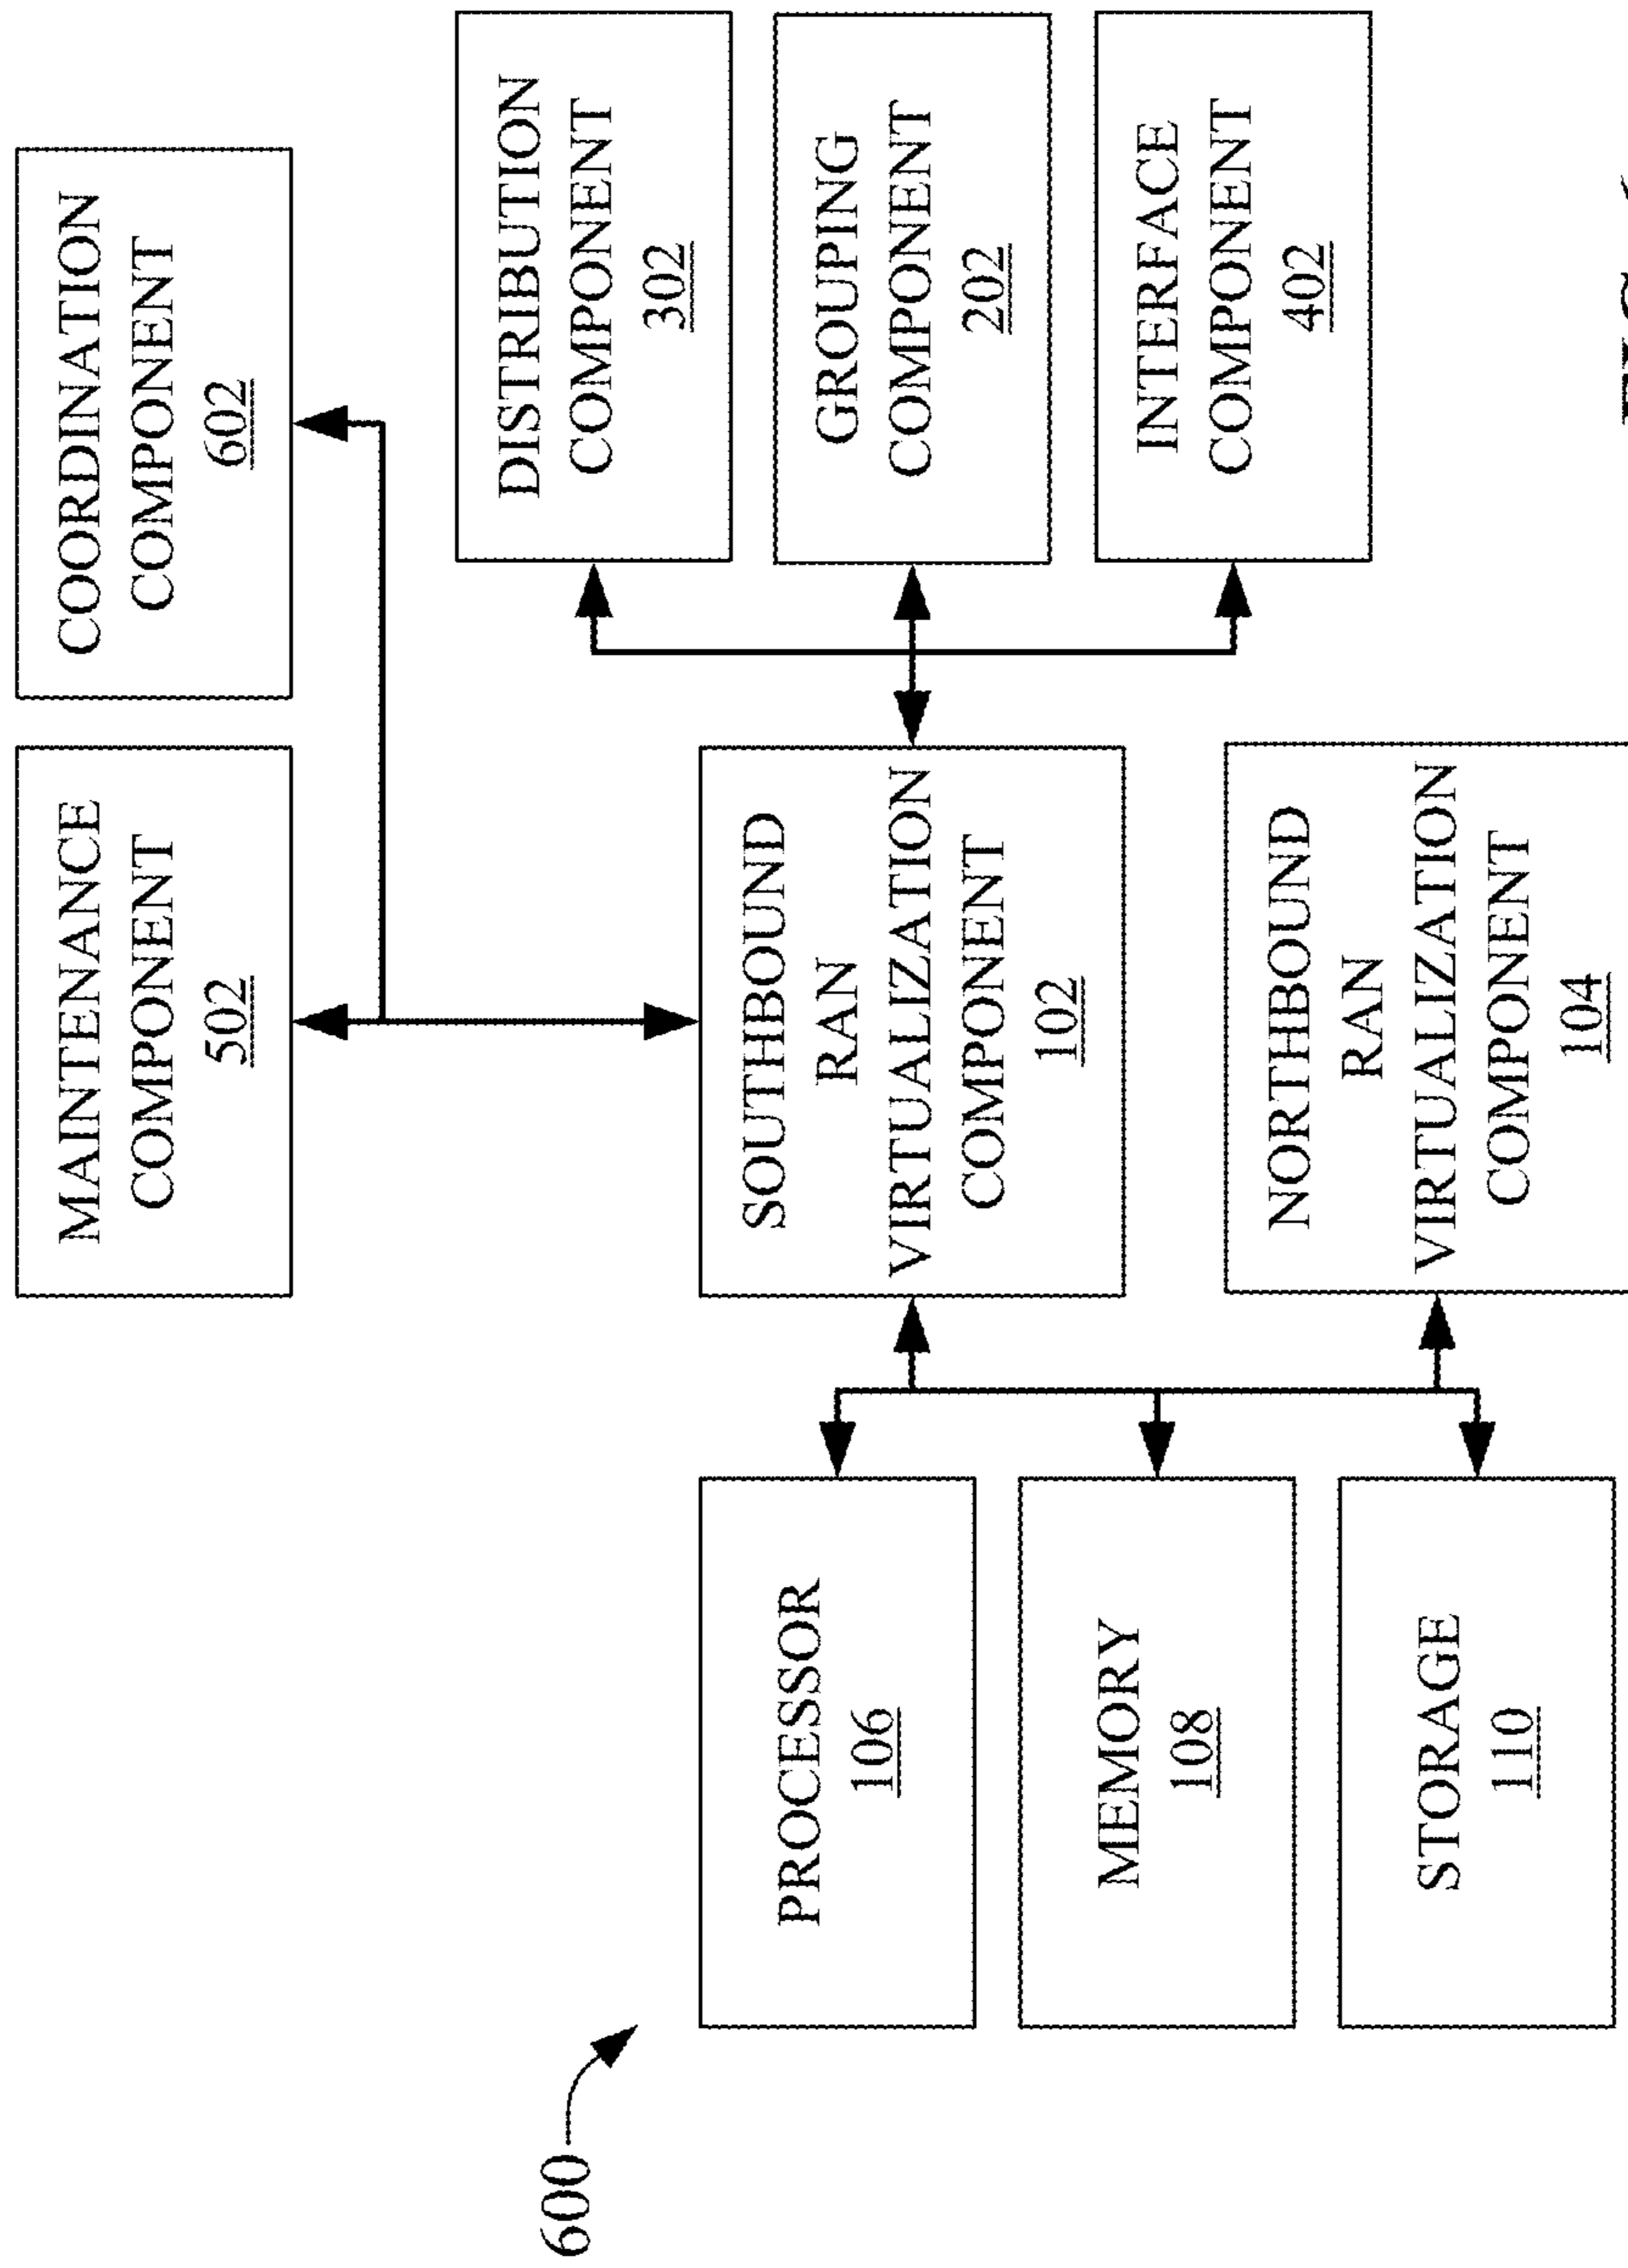 MAINTENANCE
COMPONENT
502
COORDINATION
COMPONENT
602
600
PROCESSOR
106
MEMORY
108
STORAGE
110
SOUTHBOUND
RAN
VIRTUALIZATION
COMPONENT
102
NORTHBOUND
RAN
VIRTUALIZATION
COMPONENT
104
DISTRIBUTION
COMPONENT
302
GROUPING
COMPONENT
202
INTERFACE
COMPONENT
402